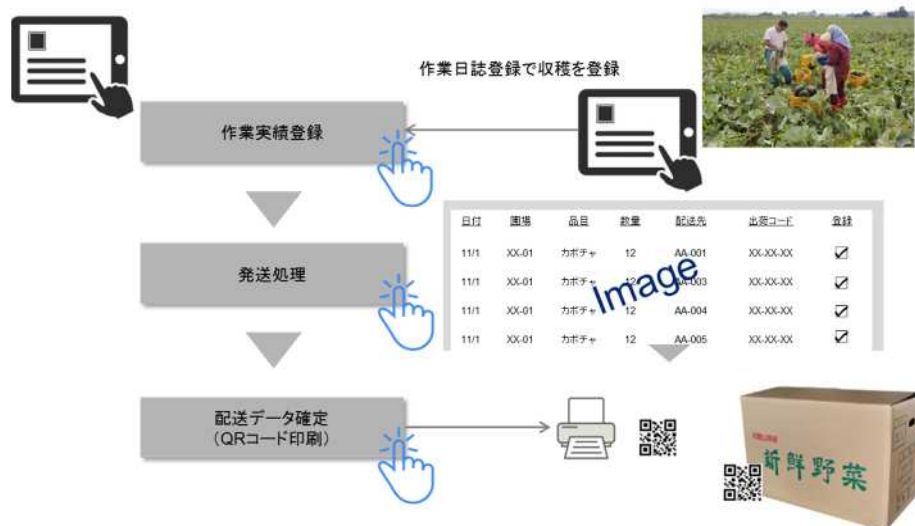 作業日誌登録で収穫を登録
作業実績登録
日付 圃場 品目 数量 配送先 出荷コード 登録
11/1 XX-01 カボチャ 12 AA-001 XX-XX-XX
11/1 XX-01 カボチャ 12 AA-003 XX-XX-XX
11/1 XX-01 カボチャ 12 AA-004 XX-XX-XX
11/1 XX-01 カボチャ 12 AA-005 XX-XX-XX
Image
発送処理
配送データ確定
(QRコード印刷)
新鮮野菜